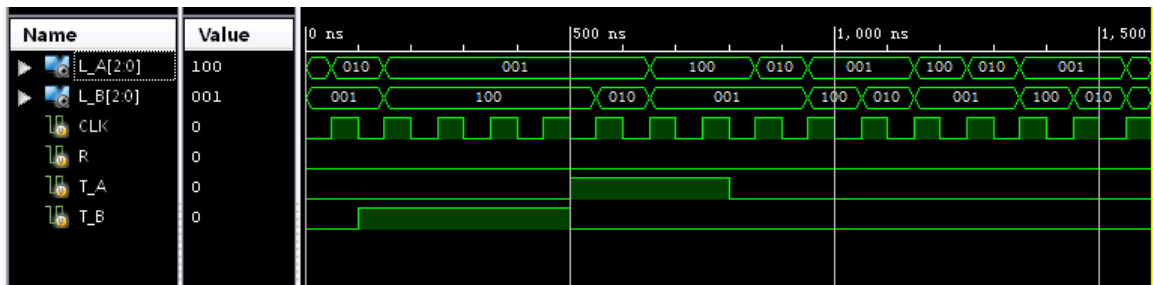 Name Value 0 ns 500 ns 1,000 ns 1,500
L_A[2:0] 100 010 001 100 010 001 100 010 001
L_B[2:0] 001 001 100 010 001 100 010 001 100 010
CLK 0
R 0
T_A 0
T_B 0